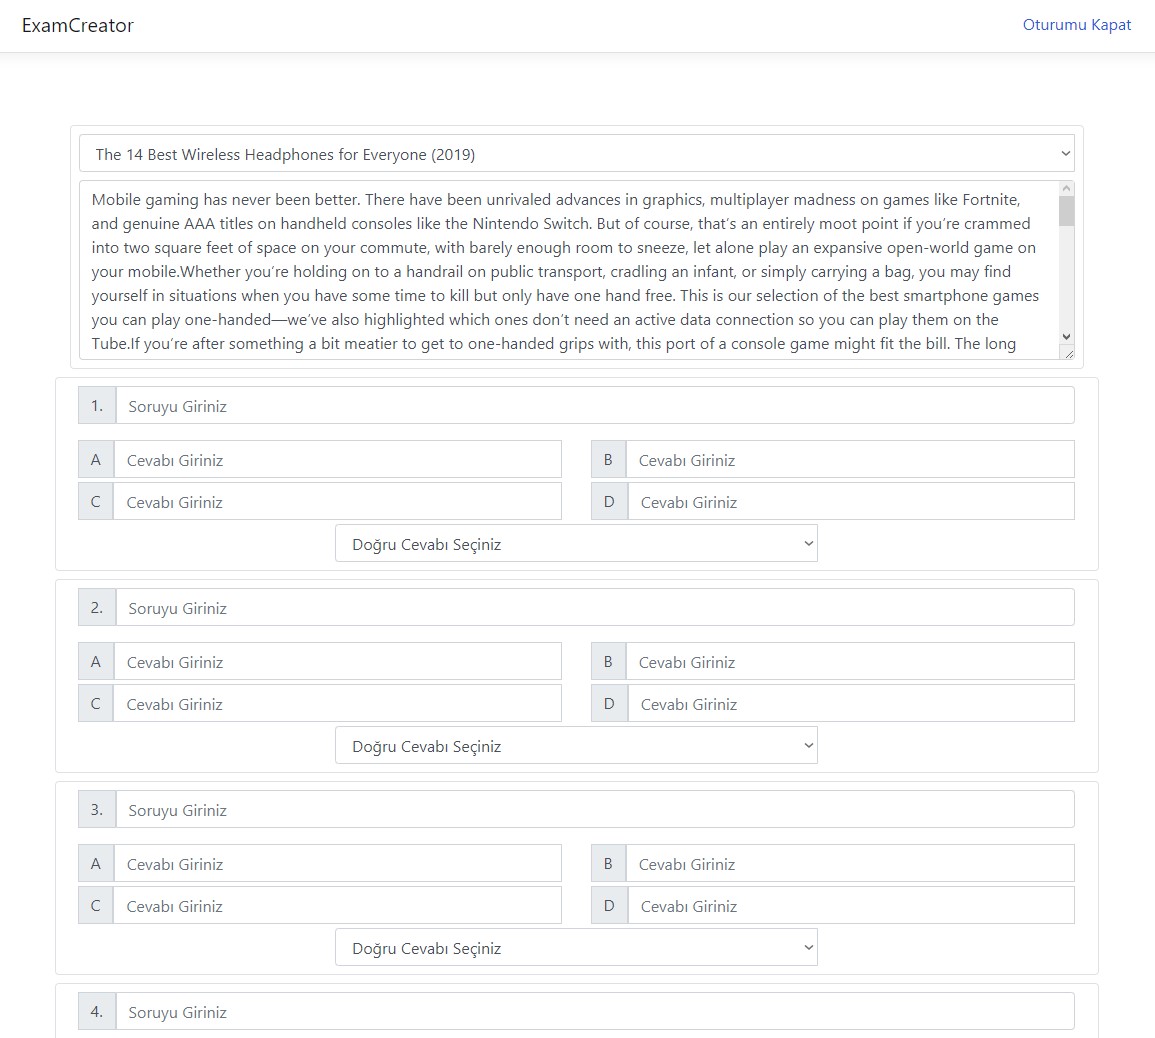 ExamCreator
Oturumu Kapat
The 14 Best Wireless Headphones for Everyone (2019)
Mobile gaming has never been better. There have been unrivaled advances in graphics, multiplayer madness on games like Fortnite,
and genuine AAA titles on handheld consoles like the Nintendo Switch. But of course, that’s an entirely moot point if you’re crammed
into two square feet of space on your commute, with barely enough room to sneeze, let alone play an expansive open-world game on
your mobile.Whether you’re holding on to a handrail on public transport, cradling an infant, or simply carrying a bag, you may find
yourself in situations when you have some time to kill but only have one hand free. This is our selection of the best smartphone games
you can play one-handed—we’ve also highlighted which ones don’t need an active data connection so you can play them on the
Tube.If you’re after something a bit meatier to get to one-handed grips with, this port of a console game might fit the bill. The long
1. Soruyu Giriniz
A Cevabı Giriniz
B Cevabı Giriniz
C Cevabı Giriniz
D Cevabı Giriniz
Doğru Cevabı Seçiniz
2. Soruyu Giriniz
A Cevabı Giriniz
B Cevabı Giriniz
C Cevabı Giriniz
D Cevabı Giriniz
Doğru Cevabı Seçiniz
3. Soruyu Giriniz
A Cevabı Giriniz
B Cevabı Giriniz
C Cevabı Giriniz
D Cevabı Giriniz
Doğru Cevabı Seçiniz
4. Soruyu Giriniz